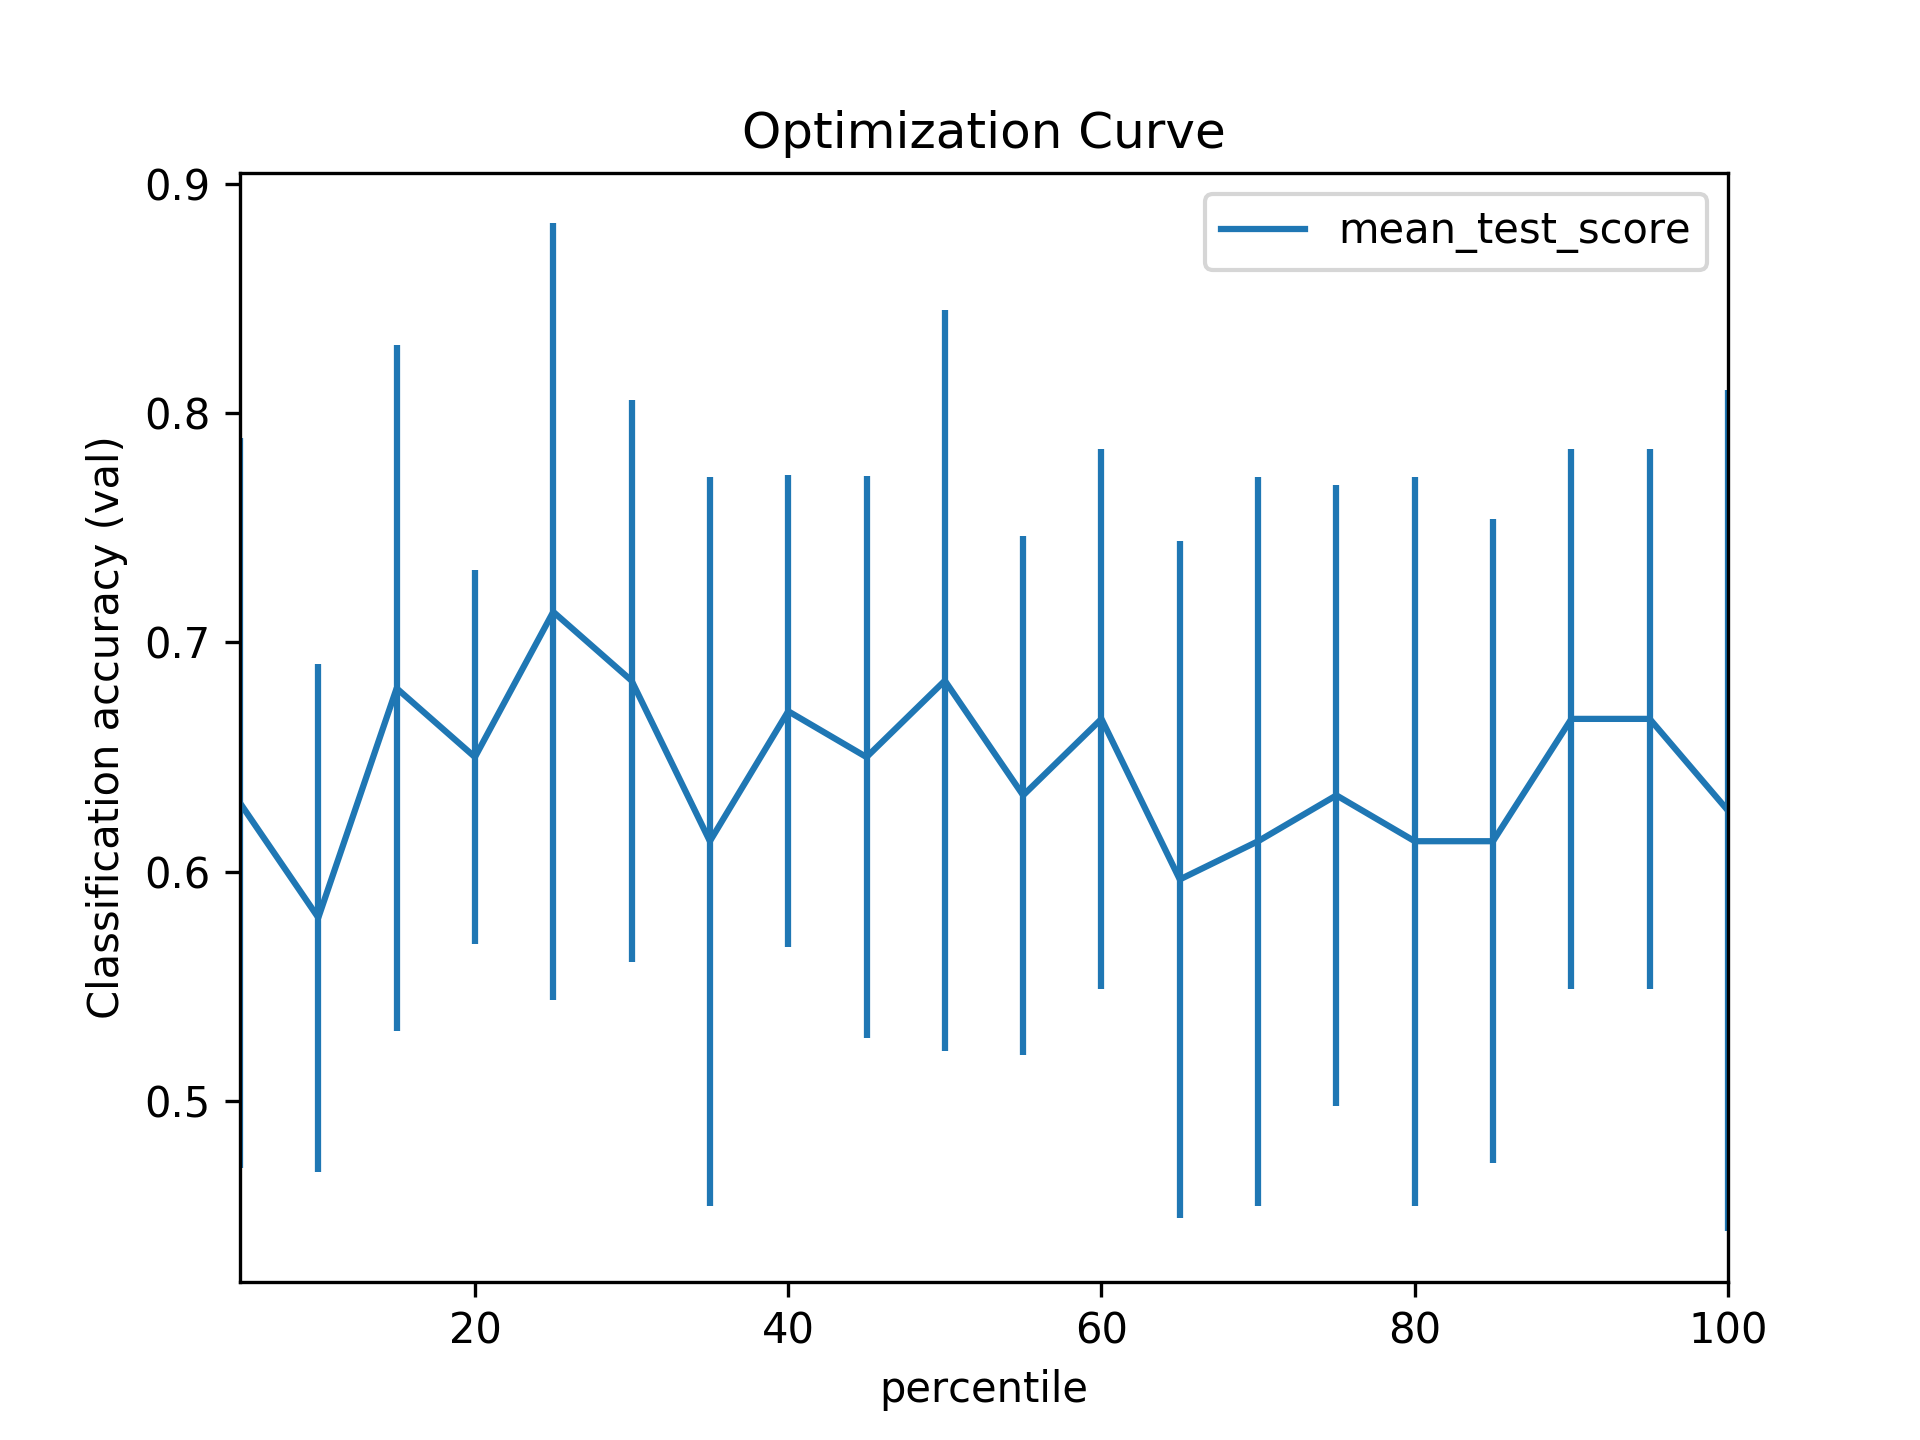 Optimization Curve
mean_test_score
Classification accuracy (val)
0.9
0.8
0.7
0.6
0.5
20 40 60 80 100
percentile